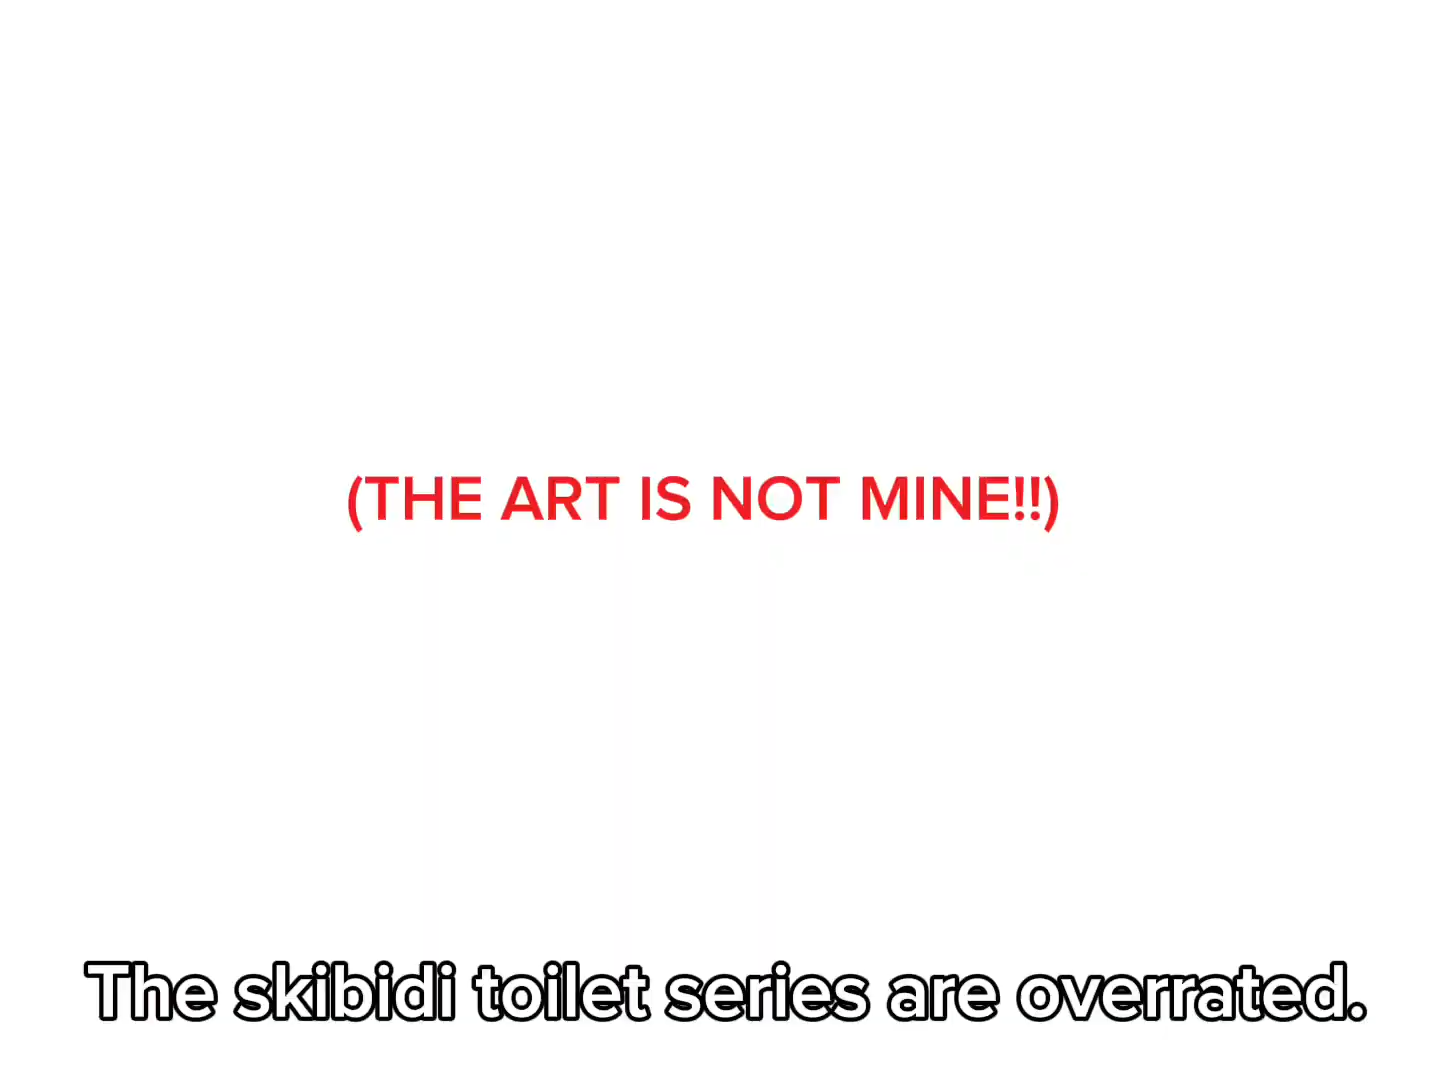 (THE ART IS NOT MINE!!)
The skibidi toilet series are overrated.